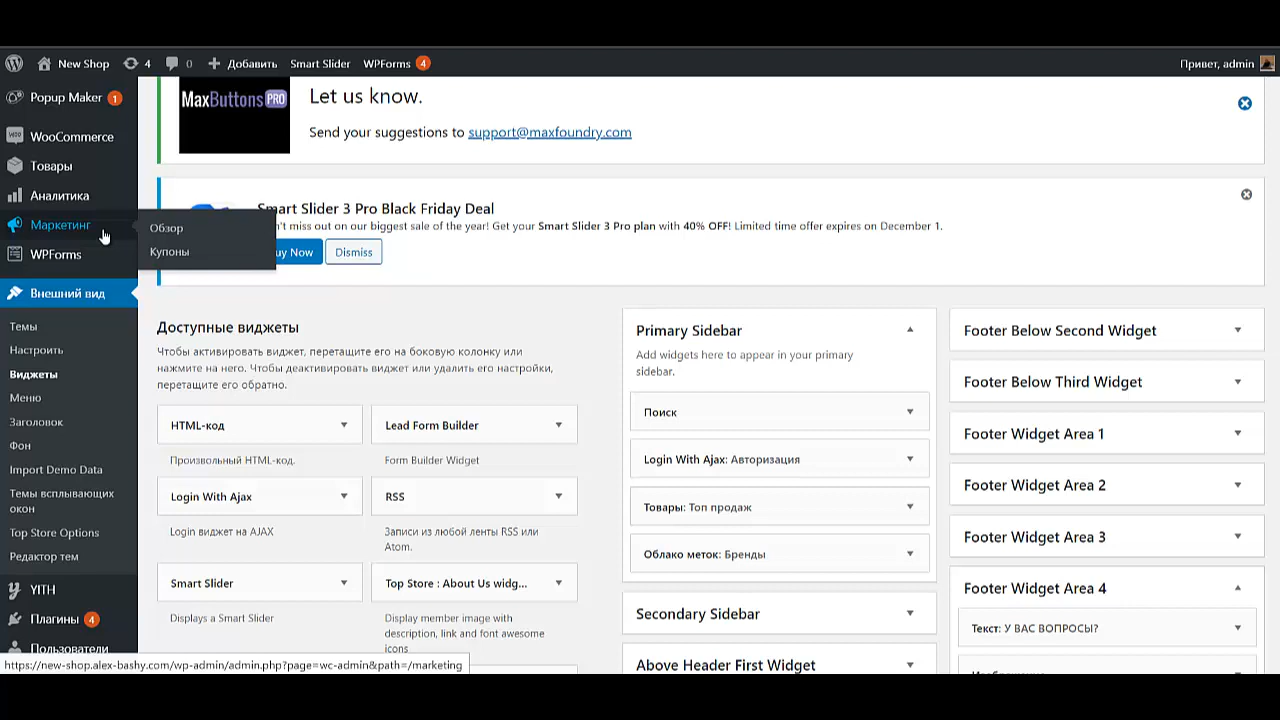 New Shop 4 0 Добавить Smart Slider WPForms 4 Привет, admin
Popup Maker 1
WooCommerce
Товары
Аналитика
Маркетинг
Обзор
Купоны
WPForms
Внешний вид
Темы
Настроить
Виджеты
Меню
Заголовок
Фон
Import Demo Data
Темы всплывающих
окон
Top Store Options
Редактор тем
YITH
Плагины 4
Пользователи
MaxButtons PRO
Let us know.
Send your suggestions to support@maxfoundry.com
Smart Slider 3 Pro Black Friday Deal
't miss out on our biggest sale of the year! Get your Smart Slider 3 Pro plan with 40% OFF! Limited time offer expires on December 1.
uy Now Dismiss
Доступные виджеты
Чтобы активировать виджет, перетащите его на боковую колонку или
нажмите на него. Чтобы деактивировать виджет или удалить его настройки,
перетащите его обратно.
HTML-код
Произвольный HTML-код.
Lead Form Builder
Form Builder Widget
Login With Ajax
Login виджет на AJAX
RSS
Записи из любой ленты RSS или
Atom.
Smart Slider
Displays a Smart Slider
Top Store : About Us widg...
Display member image with
description, link and font awesome
icons
Primary Sidebar
Add widgets here to appear in your primary
sidebar.
Поиск
Login With Ajax: Авторизация
Товары: Топ продаж
Облако меток: Бренды
Secondary Sidebar
Above Header First Widget
Footer Below Second Widget
Footer Below Third Widget
Footer Widget Area 1
Footer Widget Area 2
Footer Widget Area 3
Footer Widget Area 4
Текст: У ВАС ВОПРОСЫ?
https://new-shop.alex-bashy.com/wp-admin/admin.php?page=wc-admin&path=/marketing